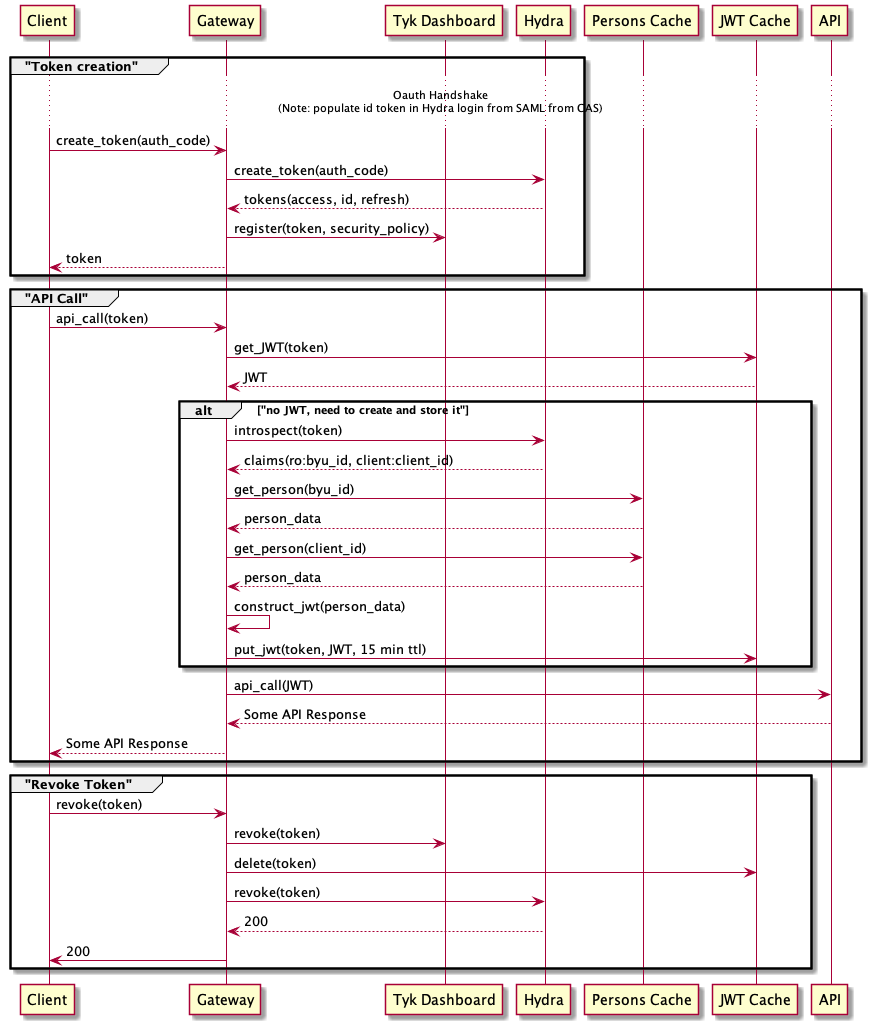 Client Gateway Tyk Dashboard Hydra Persons Cache JWT Cache API
"Token creation"
Oauth Handshake
(Note: populate id token in Hydra login from SAML from CAS)
create_token(auth_code)
create_token(auth_code)
tokens(access, id, refresh)
register(token, security_policy)
token
"API Call"
api_call(token)
get_JWT(token)
JWT
alt ["no JWT, need to create and store it"]
introspect(token)
claims(ro:byu_id, client:client_id)
get_person(byu_id)
person_data
get_person(client_id)
person_data
construct_jwt(person_data)
put_jwt(token, JWT, 15 min ttl)
api_call(JWT)
Some API Response
Some API Response
"Revoke Token"
revoke(token)
revoke(token)
delete(token)
revoke(token)
200
200
Client Gateway Tyk Dashboard Hydra Persons Cache JWT Cache API